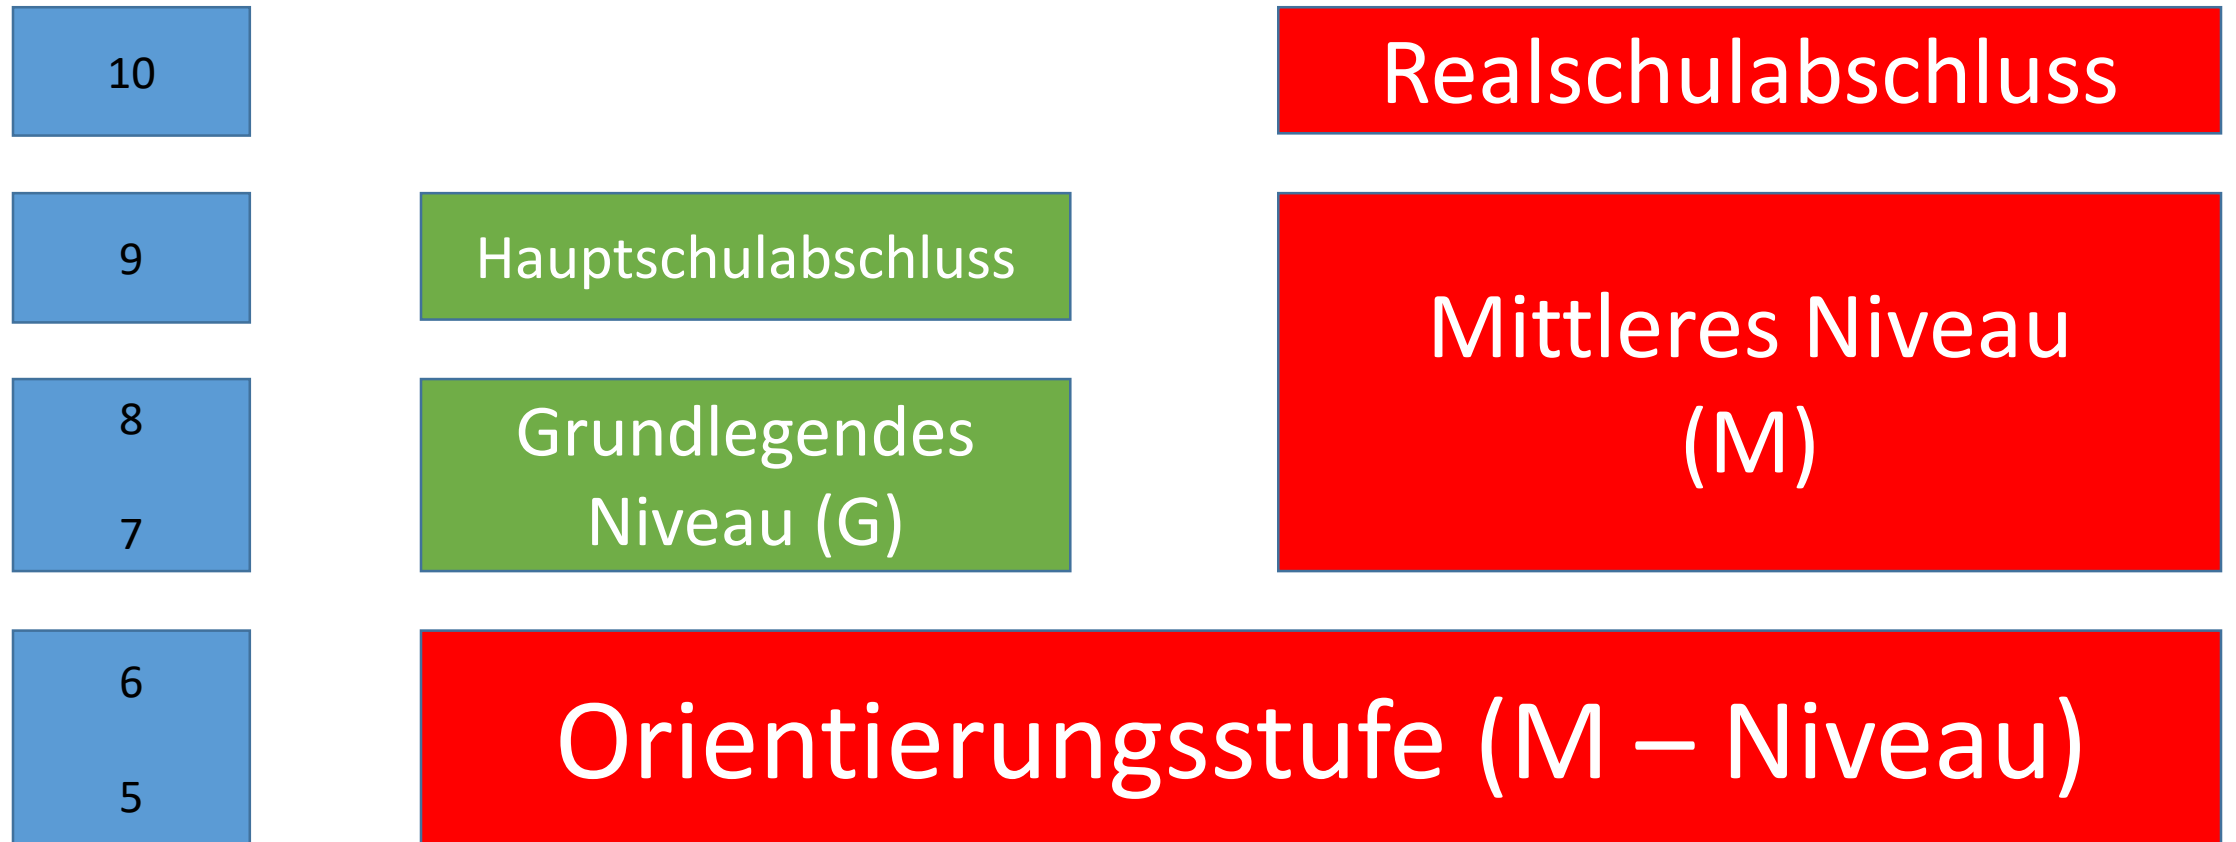 10
Realschulabschluss
9
Hauptschulabschluss
Mittleres Niveau
(M)
8
7
Grundlegendes
Niveau (G)
6
5
Orientierungsstufe (M – Niveau)